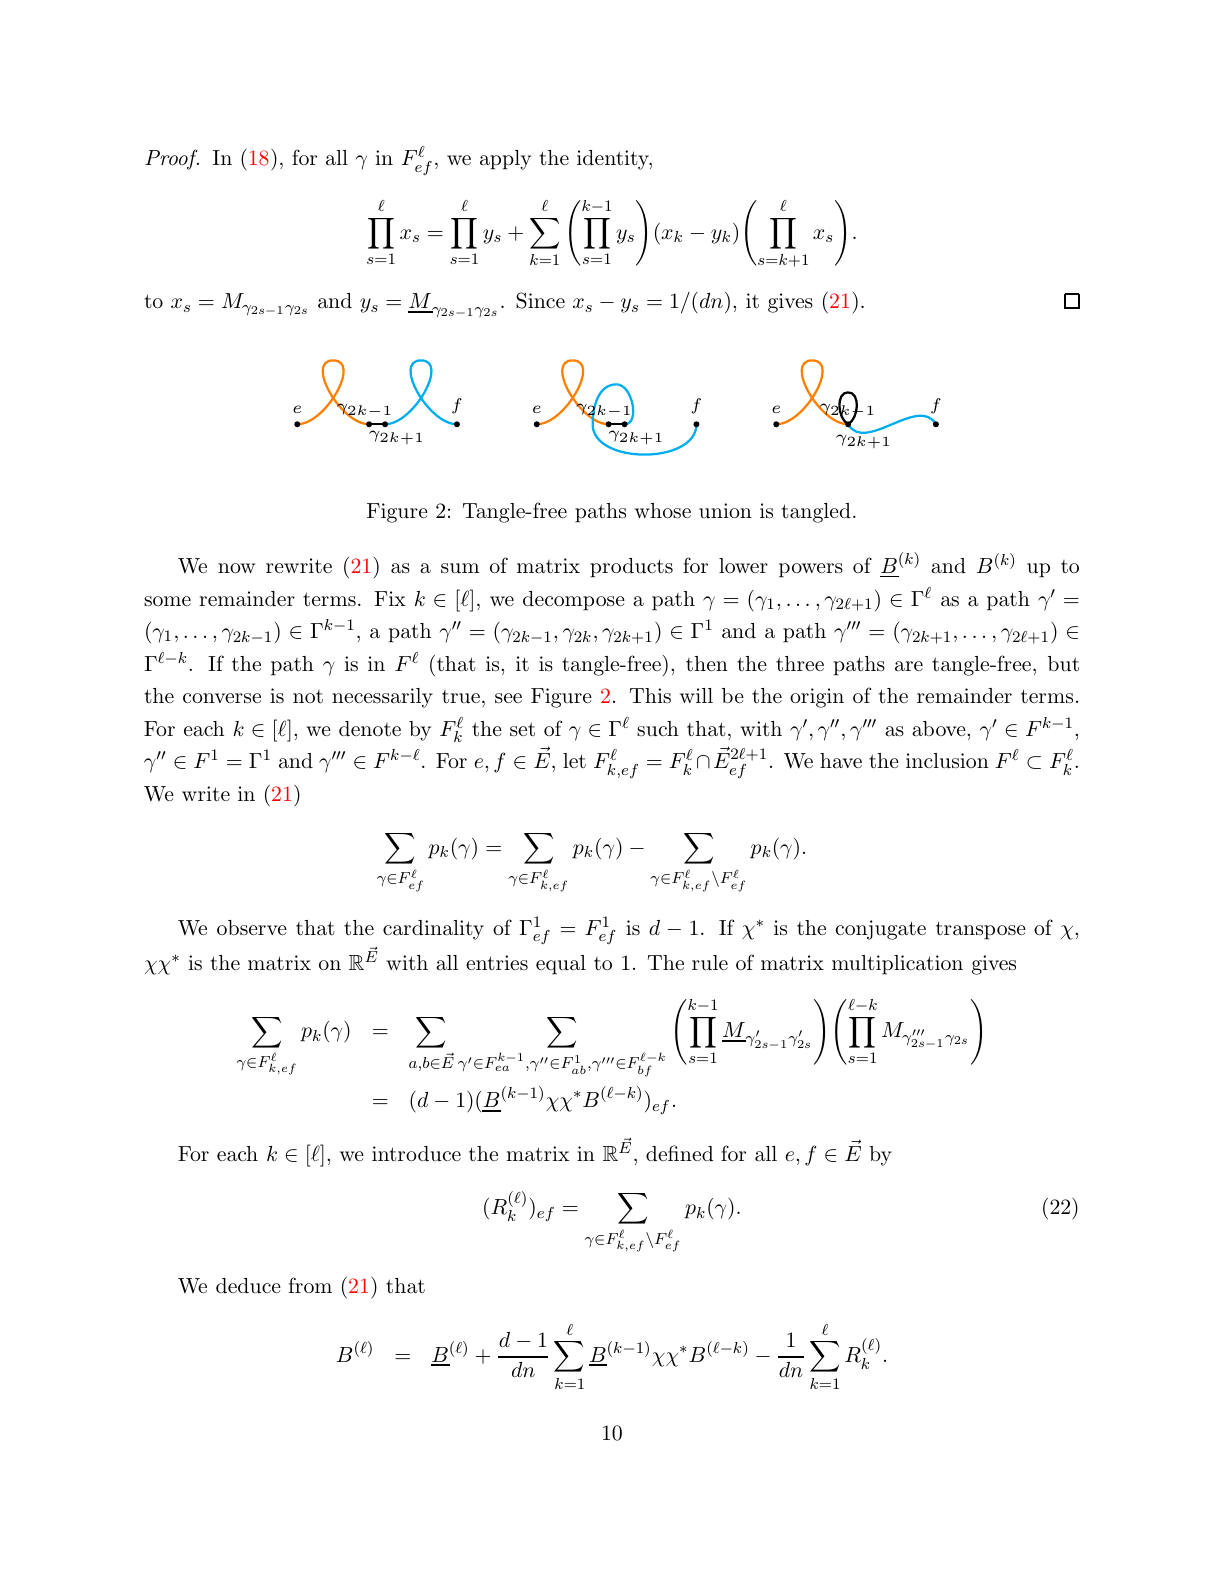 Proof. In (18), for all γ in F^ℓ_{ef}, we apply the identity,
∏_{s=1}^{ℓ} x_s = ∏_{s=1}^{ℓ} y_s + ∑_{k=1}^{ℓ} (∏_{s=1}^{k−1} y_s) (x_k − y_k) (∏_{s=k+1}^{ℓ} x_s).
to x_s = M_{γ_{2s−1}γ_{2s}} and y_s = \underline{M}_{γ_{2s−1}γ_{2s}}. Since x_s − y_s = 1/(dn), it gives (21). □
e γ_{2k−1} γ_{2k+1} f
e γ_{2k−1} γ_{2k+1} f
e γ_{2k−1} γ_{2k+1} f
Figure 2: Tangle-free paths whose union is tangled.
We now rewrite (21) as a sum of matrix products for lower powers of \underline{B}^{(k)} and B^{(k)} up to
some remainder terms. Fix k ∈ [ℓ], we decompose a path γ = (γ_1, . . . , γ_{2ℓ+1}) ∈ Γ^ℓ as a path γ′ =
(γ_1, . . . , γ_{2k−1}) ∈ Γ^{k−1}, a path γ″ = (γ_{2k−1}, γ_{2k}, γ_{2k+1}) ∈ Γ^1 and a path γ‴ = (γ_{2k+1}, . . . , γ_{2ℓ+1}) ∈
Γ^{ℓ−k}. If the path γ is in F^ℓ (that is, it is tangle-free), then the three paths are tangle-free, but
the converse is not necessarily true, see Figure 2. This will be the origin of the remainder terms.
For each k ∈ [ℓ], we denote by F^ℓ_k the set of γ ∈ Γ^ℓ such that, with γ′, γ″, γ‴ as above, γ′ ∈ F^{k−1},
γ″ ∈ F^1 = Γ^1 and γ‴ ∈ F^{k−ℓ}. For e, f ∈ \vec{E}, let F^ℓ_{k,ef} = F^ℓ_k ∩ \vec{E}^{2ℓ+1}_{ef}. We have the inclusion F^ℓ ⊂ F^ℓ_k.
We write in (21)
∑_{γ∈F^ℓ_{ef}} p_k(γ) = ∑_{γ∈F^ℓ_{k,ef}} p_k(γ) − ∑_{γ∈F^ℓ_{k,ef}\F^ℓ_{ef}} p_k(γ).
We observe that the cardinality of Γ^1_{ef} = F^1_{ef} is d − 1. If χ* is the conjugate transpose of χ,
χχ* is the matrix on ℝ^{\vec{E}} with all entries equal to 1. The rule of matrix multiplication gives
∑_{γ∈F^ℓ_{k,ef}} p_k(γ) = ∑_{a,b∈\vec{E}} ∑_{γ′∈F^{k−1}_{ea},γ″∈F^1_{ab},γ‴∈F^{ℓ−k}_{bf}} (∏_{s=1}^{k−1} \underline{M}_{γ′_{2s−1}γ′_{2s}}) (∏_{s=1}^{ℓ−k} M_{γ‴_{2s−1}γ_{2s}})
= (d − 1)(\underline{B}^{(k−1)}χχ*B^{(ℓ−k)})_{ef}.
For each k ∈ [ℓ], we introduce the matrix in ℝ^{\vec{E}}, defined for all e, f ∈ \vec{E} by
(R^{(ℓ)}_k)_{ef} = ∑_{γ∈F^ℓ_{k,ef}\F^ℓ_{ef}} p_k(γ). (22)
We deduce from (21) that
B^{(ℓ)} = \underline{B}^{(ℓ)} + \frac{d − 1}{dn} ∑_{k=1}^{ℓ} \underline{B}^{(k−1)}χχ*B^{(ℓ−k)} − \frac{1}{dn} ∑_{k=1}^{ℓ} R^{(ℓ)}_k.
10